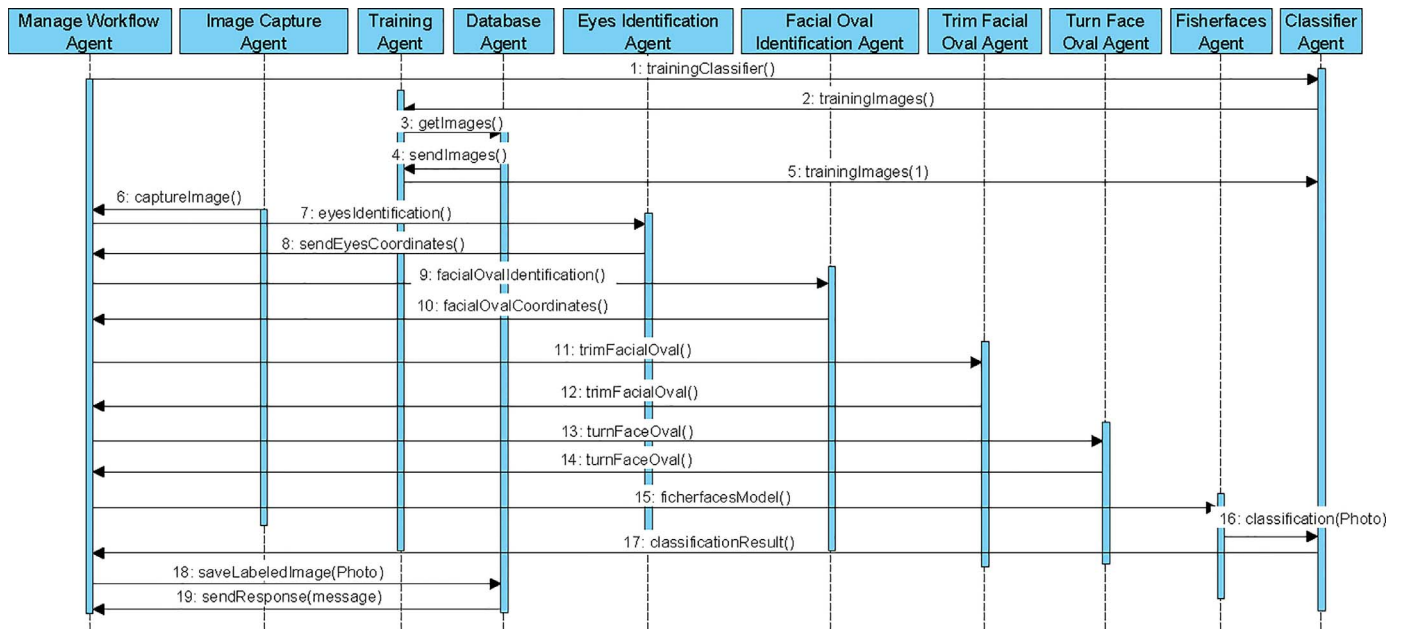 Manage Workflow
Agent
Image Capture
Agent
Training
Agent
Database
Agent
Eyes Identification
Agent
Facial Oval
Identification Agent
Trim Facial
Oval Agent
Turn Face
Oval Agent
Fisherfaces
Agent
Classifier
Agent
1: trainingClassifier()
2: trainingImages()
3: getImages()
4: sendImages()
5: trainingImages(1)
6: captureImage()
7: eyesIdentification()
8: sendEyesCoordinates()
9: facialOvalIdentification()
10: facialOvalCoordinates()
11: trimFacialOval()
12: trimFacialOval()
13: turnFaceOval()
14: turnFaceOval()
15: ficherfacesModel()
16: classification(Photo)
17: classificationResult()
18: saveLabeledImage(Photo)
19: sendResponse(message)